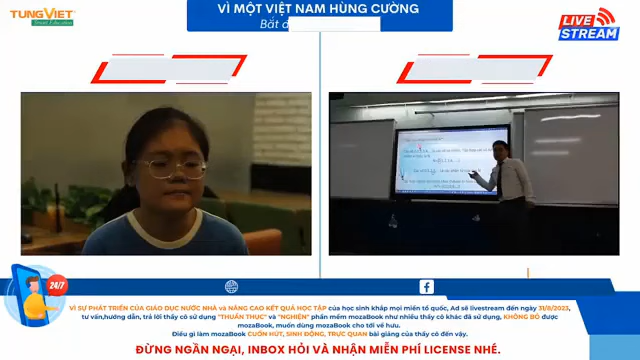 TUNGVIET
Smart Education
VÌ MỘT VIỆT NAM HÙNG CƯỜNG
Bắt đ
LIVE
STREAM
24/7
VÌ SỰ PHÁT TRIỂN CỦA GIÁO DỤC NƯỚC NHÀ và NÂNG CAO KẾT QUẢ HỌC TẬP của học sinh khắp mọi miền tổ quốc, Ad sẽ livestream đến ngày 31/8/2023,
tư vấn,hướng dẫn, trả lời thầy cô sử dụng "THUẦN THỤC" và "NGHIỆN" phần mềm mozaBook như nhiều thầy cô khác đã sử dụng, KHÔNG BỎ được
mozaBook, muốn dùng mozaBook cho tới về hưu.
Điều gì làm mozaBook CUỐN HÚT, SINH ĐỘNG, TRỰC QUAN bài giảng của thầy cô đến vậy.
ĐỪNG NGẦN NGẠI, INBOX HỎI VÀ NHẬN MIỄN PHÍ LICENSE NHÉ.